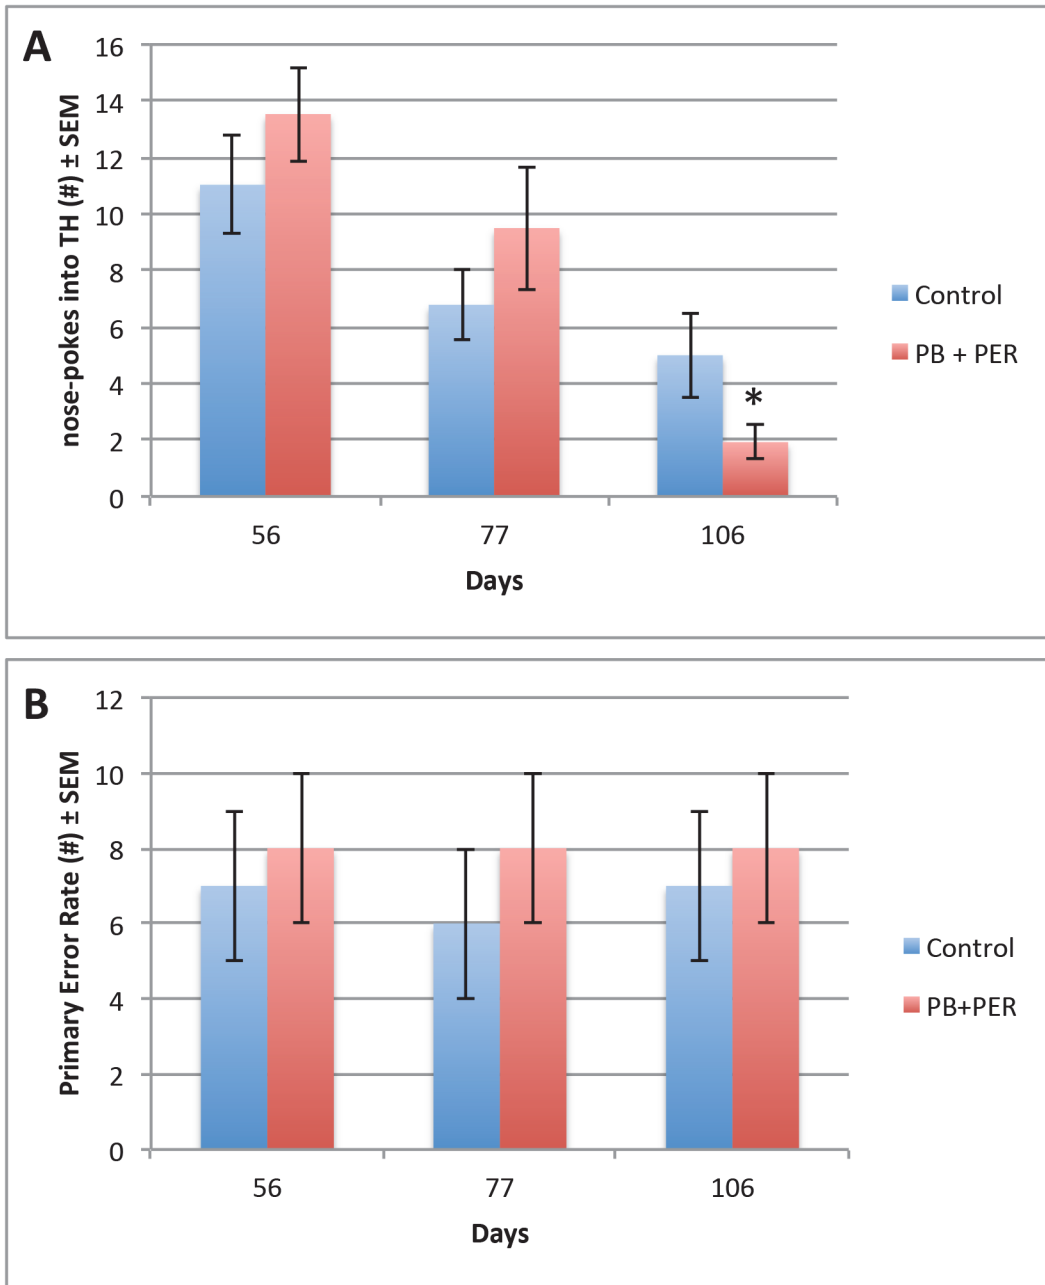 A
nose-pokes into TH (#) ± SEM
16
14
12
10
8
6
4
2
0
*
56 77 106
Days
Control
PB + PER
B
Primary Error Rate (#) ± SEM
12
10
8
6
4
2
0
56 77 106
Days
Control
PB+PER